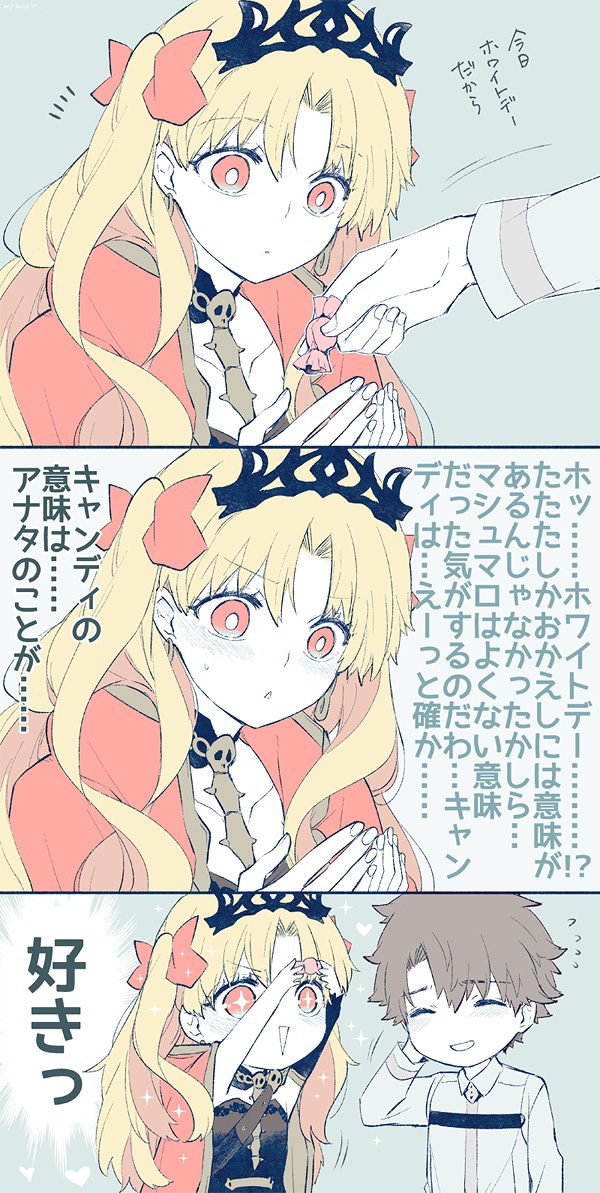 今日
ホワイトデー
だから
ホッ……ホワイトデー…………!?
たたたしかおかえしには意味が
あるんじゃなかったかしら…
マシュマロはよくない意味
だった気がするのだわ…キャン
ディは…えーっと確か……
キャンディの
意味は……
アナタのことが……
好きっ